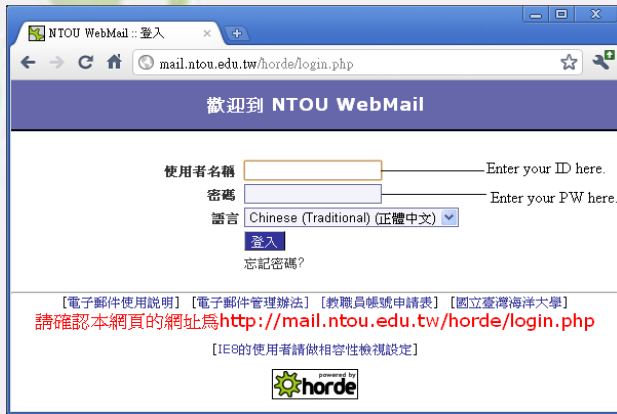 NTOU WebMail :: 登入
mail.ntou.edu.tw/horde/login.php
歡迎到 NTOU WebMail
使用者名稱 Enter your ID here.
密碼 Enter your PW here.
語言 Chinese (Traditional) (正體中文)
登入
忘記密碼?
[電子郵件使用說明] [電子郵件管理辦法] [教職員帳號申請表] [國立臺灣海洋大學]
請確認本網頁的網址為http://mail.ntou.edu.tw/horde/login.php
[IE8的使用者請做相容性檢視設定]
powered by
horde